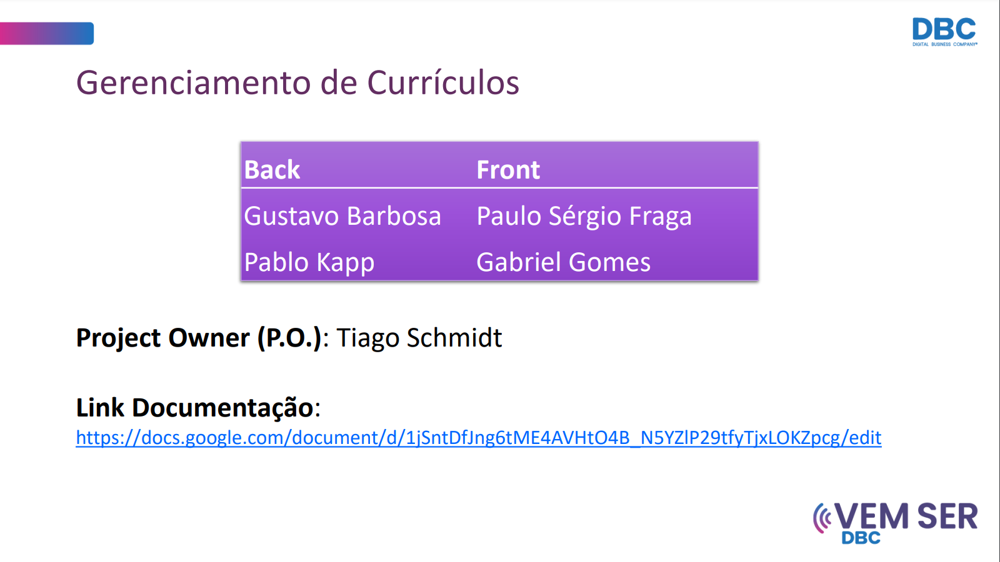 DBC
DIGITAL BUSINESS COMPANY®
Gerenciamento de Currículos
Back Front
Gustavo Barbosa Paulo Sérgio Fraga
Pablo Kapp Gabriel Gomes
Project Owner (P.O.): Tiago Schmidt
Link Documentação:
https://docs.google.com/document/d/1jSntDfJng6tME4AVHtO4B_N5YZlP29tfyTjxLOKZpcg/edit
VEM SER
DBC